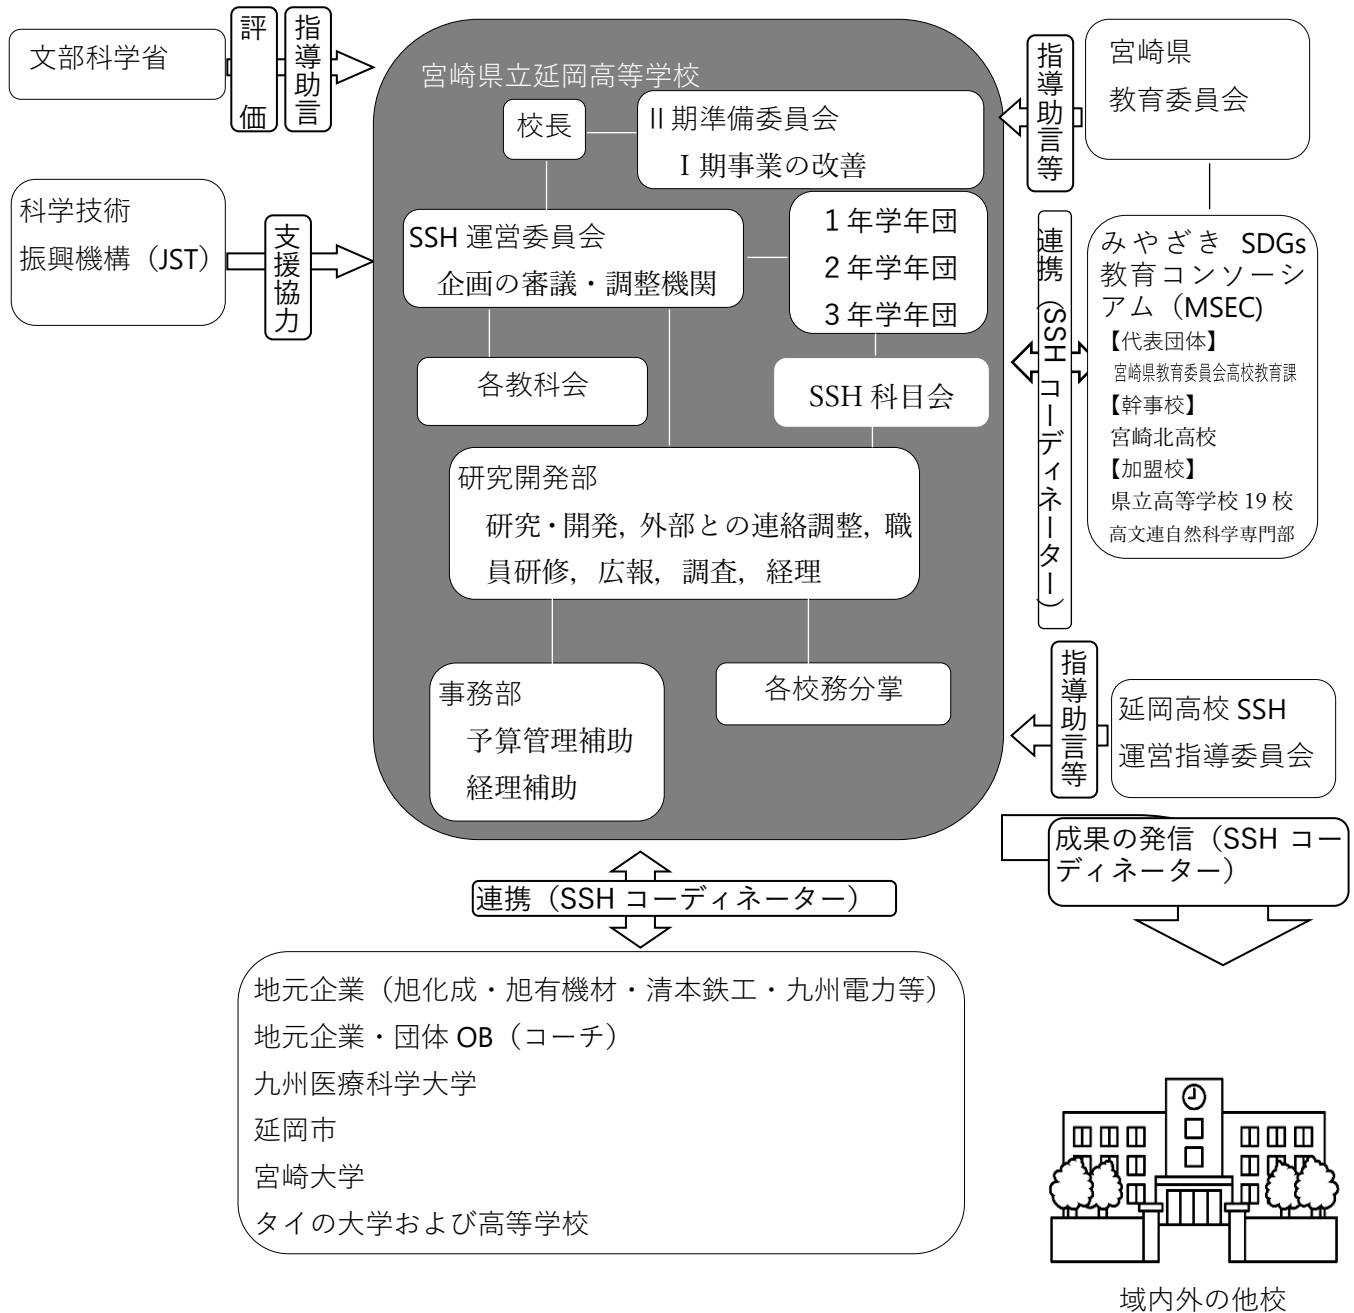 文部科学省
評価
指導助言
科学技術
振興機構（JST）
支援協力
宮崎県立延岡高等学校
校長
Ⅱ期準備委員会
Ⅰ期事業の改善
SSH 運営委員会
企画の審議・調整機関
1 年学年団
2 年学年団
3 年学年団
各教科会
SSH 科目会
研究開発部
研究・開発，外部との連絡調整，職
員研修，広報，調査，経理
事務部
予算管理補助
経理補助
各校務分掌
指導助言等
宮崎県
教育委員会
連携（SSH コーディネーター）
みやざき SDGs
教育コンソーシ
アム（MSEC)
【代表団体】
宮崎県教育委員会高校教育課
【幹事校】
宮崎北高校
【加盟校】
県立高等学校 19 校
高文連自然科学専門部
指導助言等
延岡高校 SSH
運営指導委員会
成果の発信（SSH コー
ディネーター）
連携（SSH コーディネーター）
地元企業（旭化成・旭有機材・清本鉄工・九州電力等）
地元企業・団体 OB（コーチ）
九州医療科学大学
延岡市
宮崎大学
タイの大学および高等学校
域内外の他校